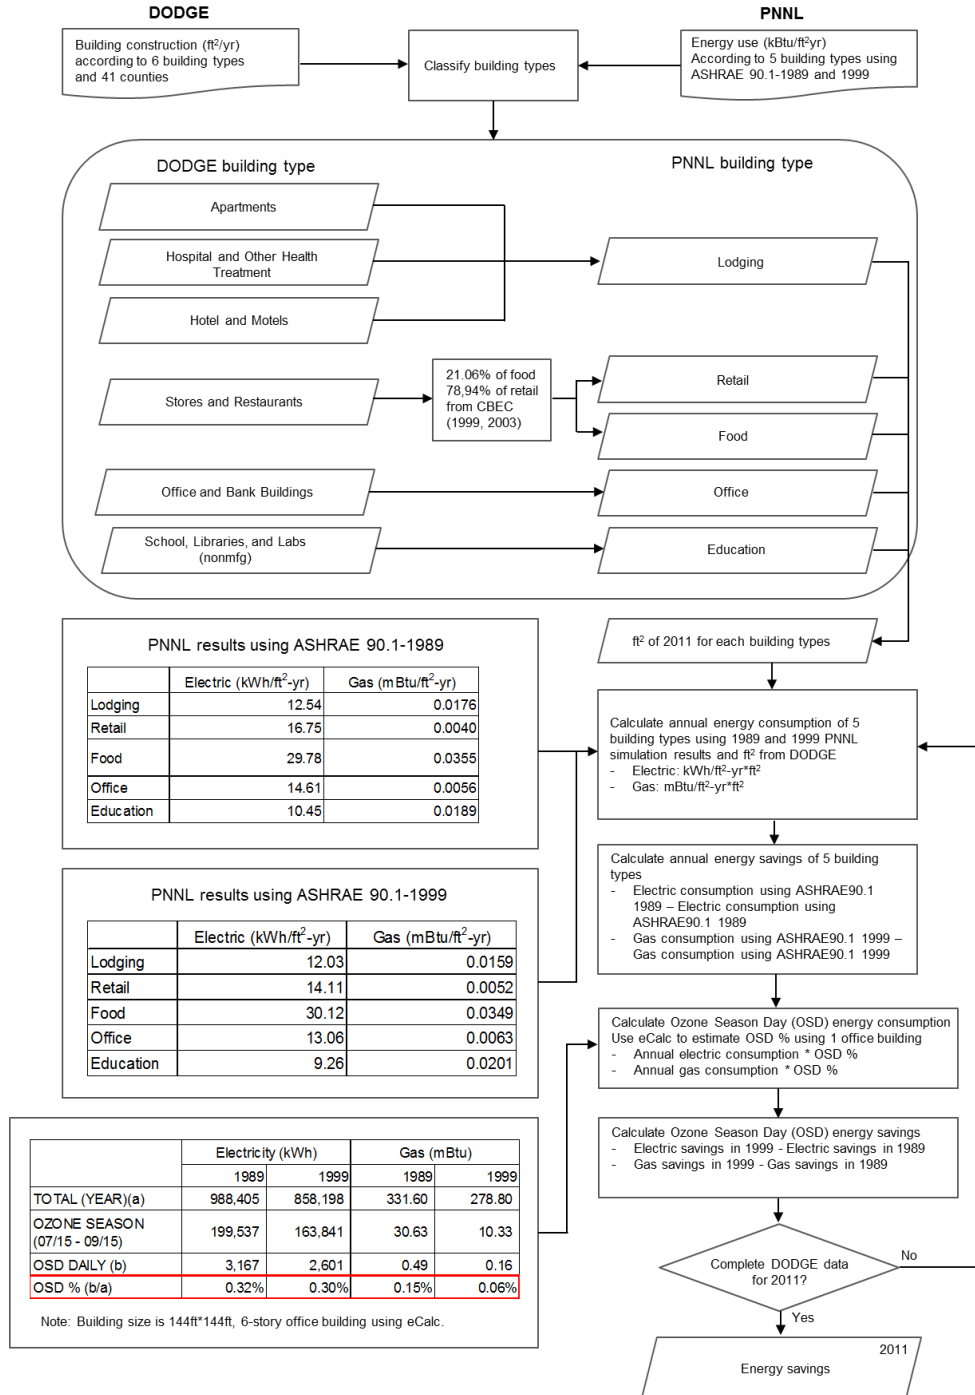 DODGE
PNNL
Building construction (ft²/yr)
according to 6 building types
and 41 counties
Classify building types
Energy use (kBtu/ft²yr)
According to 5 building types using
ASHRAE 90.1-1989 and 1999
DODGE building type
PNNL building type
Apartments
Hospital and Other Health
Treatment
Lodging
Hotel and Motels
Stores and Restaurants
21.06% of food
78,94% of retail
from CBEC
(1999, 2003)
Retail
Food
Office and Bank Buildings
Office
School, Libraries, and Labs
(nonmfg)
Education
ft² of 2011 for each building types
PNNL results using ASHRAE 90.1-1989
Electric (kWh/ft²-yr) Gas (mBtu/ft²-yr)
Lodging 12.54 0.0176
Retail 16.75 0.0040
Food 29.78 0.0355
Office 14.61 0.0056
Education 10.45 0.0189
Calculate annual energy consumption of 5
building types using 1989 and 1999 PNNL
simulation results and ft² from DODGE
- Electric: kWh/ft²-yr*ft²
- Gas: mBtu/ft²-yr*ft²
PNNL results using ASHRAE 90.1-1999
Electric (kWh/ft²-yr) Gas (mBtu/ft²-yr)
Lodging 12.03 0.0159
Retail 14.11 0.0052
Food 30.12 0.0349
Office 13.06 0.0063
Education 9.26 0.0201
Calculate annual energy savings of 5 building
types
- Electric consumption using ASHRAE90.1
1989 – Electric consumption using
ASHRAE90.1 1989
- Gas consumption using ASHRAE90.1 1999 –
Gas consumption using ASHRAE90.1 1999
Calculate Ozone Season Day (OSD) energy consumption
Use eCalc to estimate OSD % using 1 office building
- Annual electric consumption * OSD %
- Annual gas consumption * OSD %
Electricity (kWh) Gas (mBtu)
1989 1999 1989 1999
TOTAL (YEAR)(a) 988,405 858,198 331.60 278.80
OZONE SEASON
(07/15 - 09/15) 199,537 163,841 30.63 10.33
OSD DAILY (b) 3,167 2,601 0.49 0.16
OSD % (b/a) 0.32% 0.30% 0.15% 0.06%
Note: Building size is 144ft*144ft, 6-story office building using eCalc.
Calculate Ozone Season Day (OSD) energy savings
- Electric savings in 1999 - Electric savings in 1989
- Gas savings in 1999 - Gas savings in 1989
Complete DODGE data
for 2011?
No
Yes
2011
Energy savings